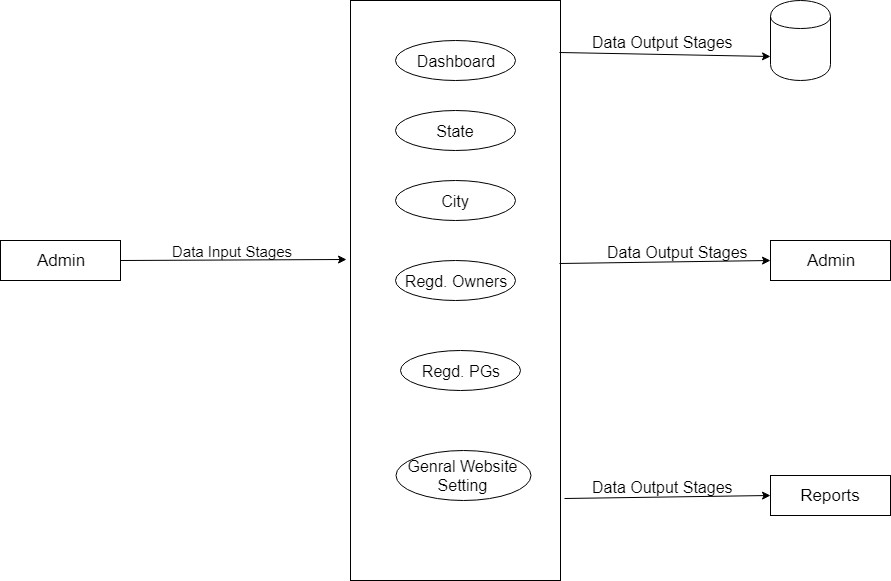 Data Output Stages
Dashboard
State
City
Admin
Data Input Stages
Data Output Stages
Admin
Regd. Owners
Regd. PGs
Genral Website
Setting
Data Output Stages
Reports